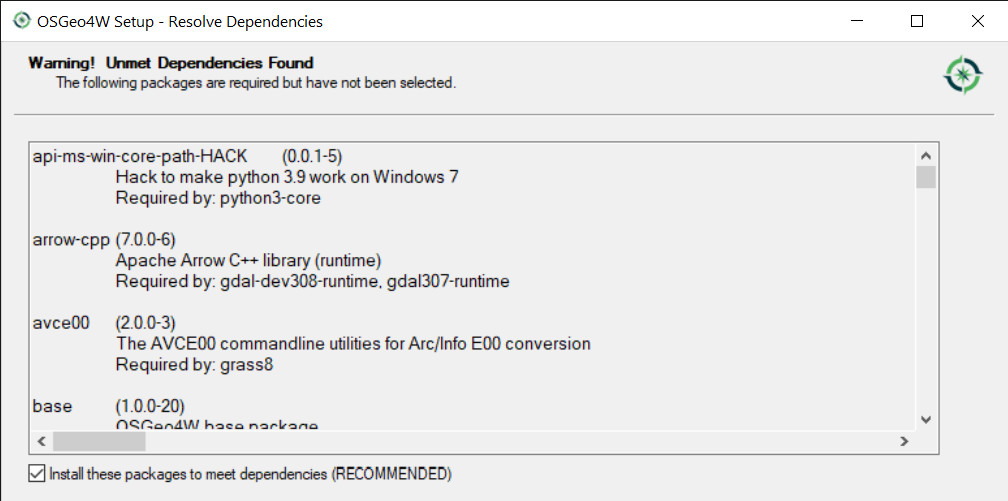 OSGeo4W Setup - Resolve Dependencies
Warning! Unmet Dependencies Found
The following packages are required but have not been selected.
api-ms-win-core-path-HACK (0.0.1-5)
Hack to make python 3.9 work on Windows 7
Required by: python3-core
arrow-cpp (7.0.0-6)
Apache Arrow C++ library (runtime)
Required by: gdal-dev308-runtime, gdal307-runtime
avce00 (2.0.0-3)
The AVCE00 commandline utilities for Arc/Info E00 conversion
Required by: grass8
base (1.0.0-20)
OSGeo4W base package
Install these packages to meet dependencies (RECOMMENDED)